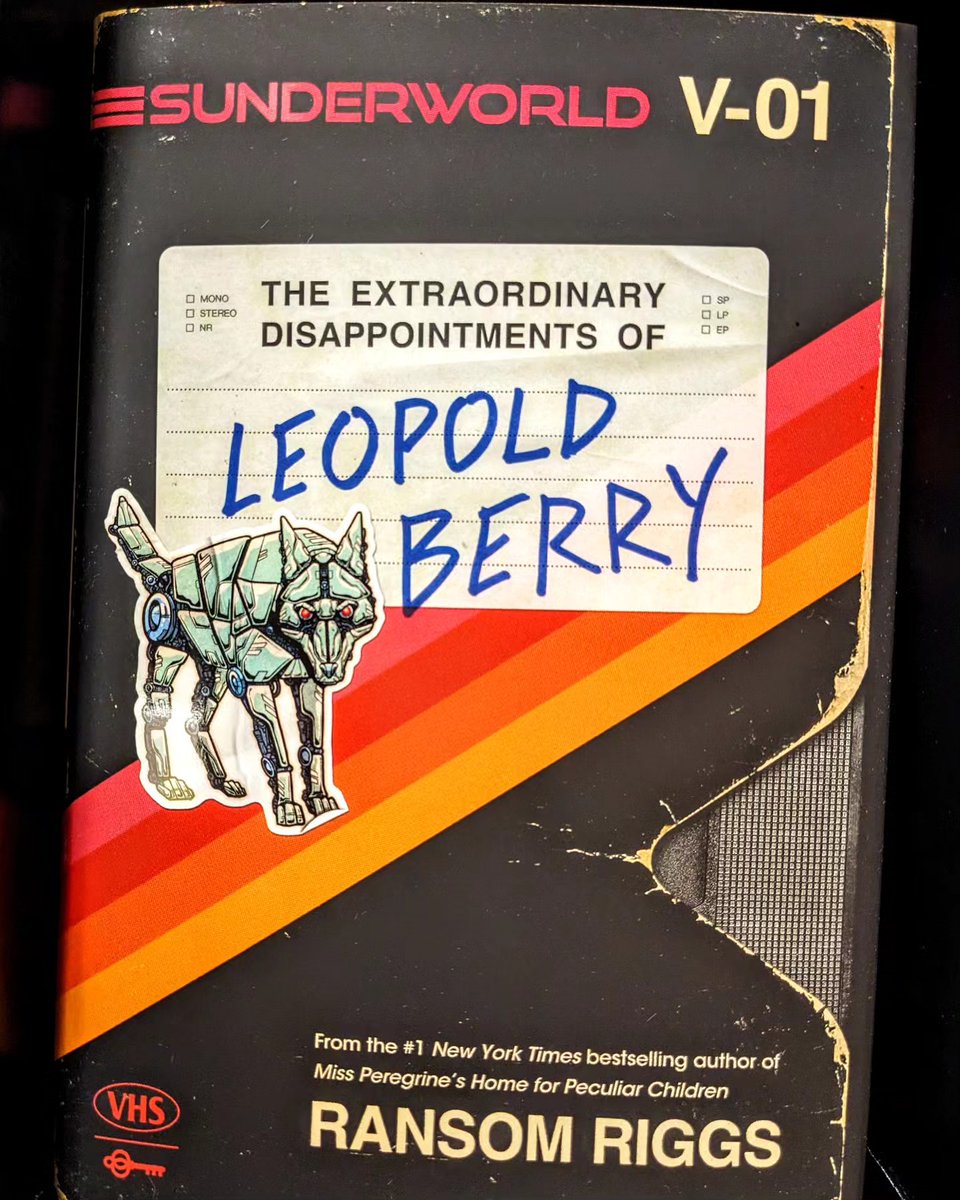 SUNDERWORLD V-01
THE EXTRAORDINARY
DISAPPOINTMENTS OF
MONO
STEREO
NR
SP
LP
EP
LEOPOLD
BERRY
From the #1 New York Times bestselling author of
Miss Peregrine's Home for Peculiar Children
RANSOM RIGGS
VHS